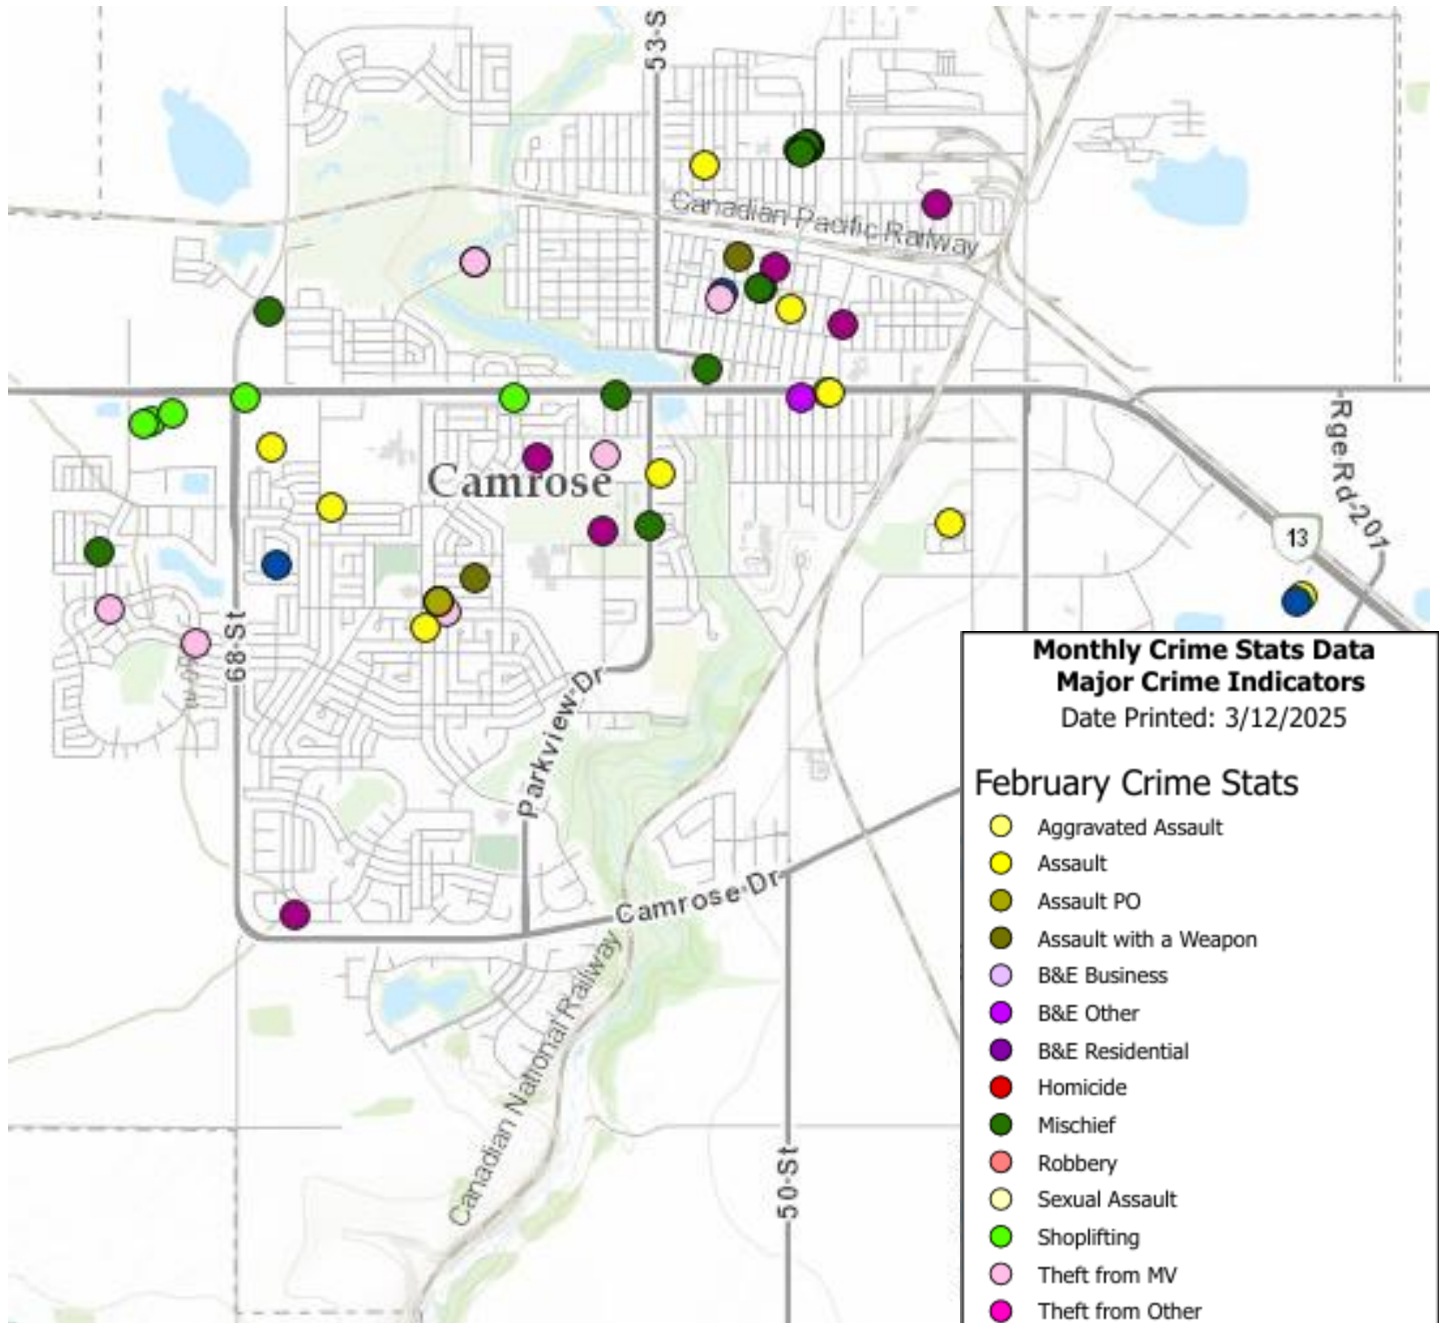 53-S
Canadian Pacific Railway
Camrose
Rge Rd-201
13
68-St
Parkview-Dr
Camrose-Dr
Canadian National Railway
50-St
Monthly Crime Stats Data
Major Crime Indicators
Date Printed: 3/12/2025
February Crime Stats
Aggravated Assault
Assault
Assault PO
Assault with a Weapon
B&E Business
B&E Other
B&E Residential
Homicide
Mischief
Robbery
Sexual Assault
Shoplifting
Theft from MV
Theft from Other